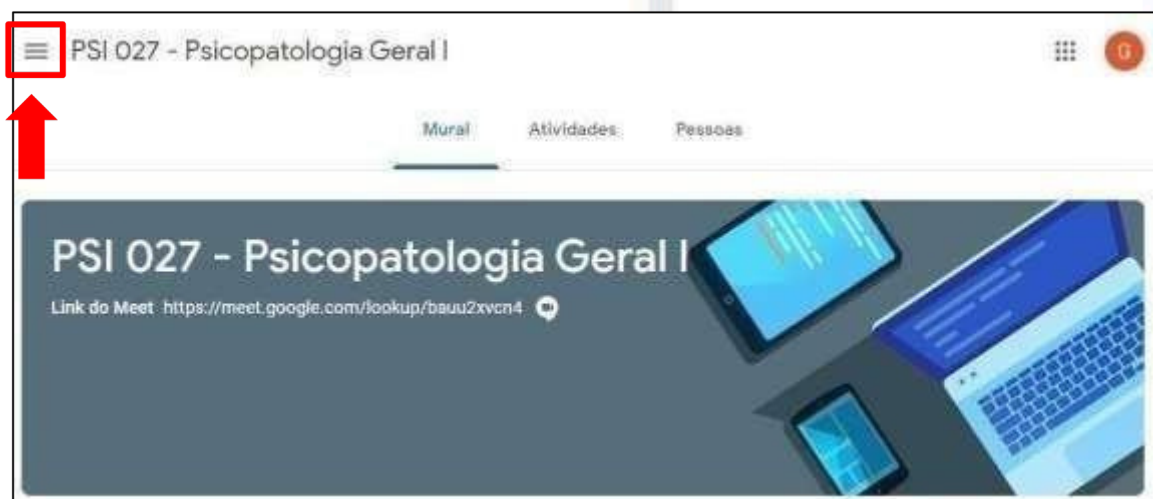 PSI 027 - Psicopatologia Geral I
G
Mural Atividades Pessoas
PSI 027 - Psicopatologia Geral I
Link do Meet https://meet.google.com/lookup/bauu2xvcn4